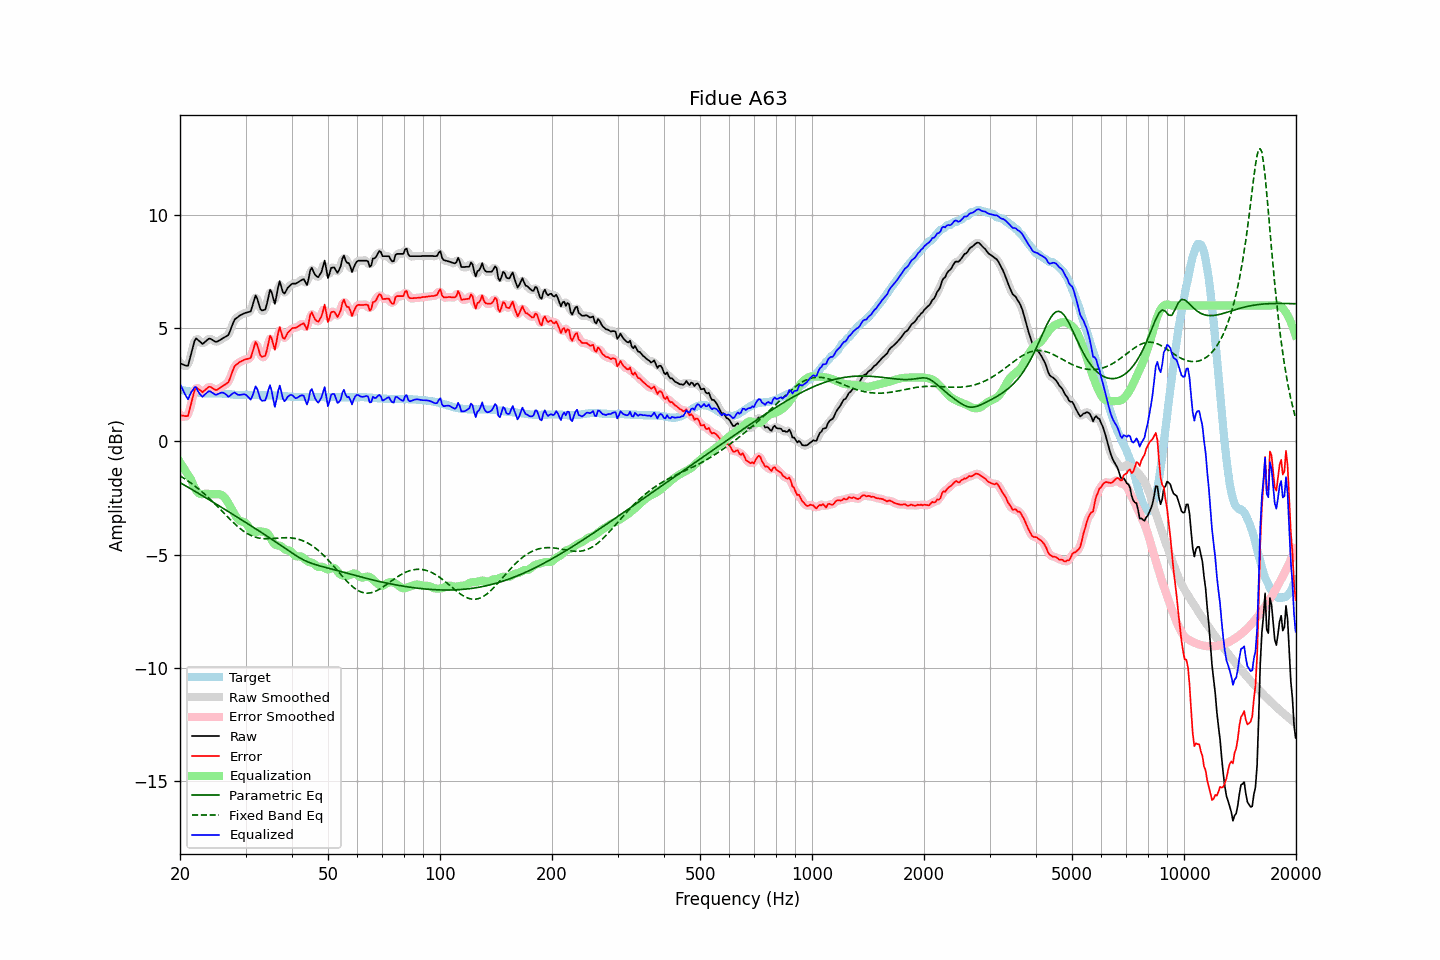 Fidue A63
Amplitude (dBr)
10
5
0
−5
−10
−15
Target
Raw Smoothed
Error Smoothed
Raw
Error
Equalization
Parametric Eq
Fixed Band Eq
Equalized
20 50 100 200 500 1000 2000 5000 10000 20000
Frequency (Hz)